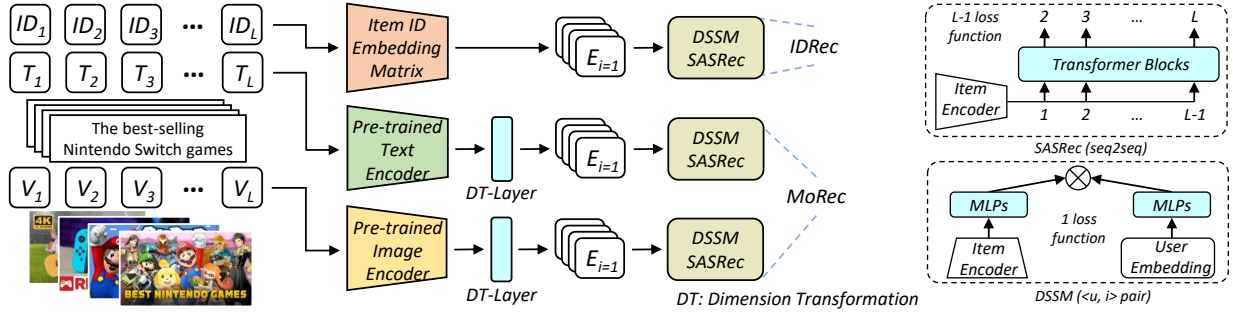 ID1 ID2 ID3 ... IDL
T1 T2 T3 ... TL
The best-selling
Nintendo Switch games
V1 V2 V3 ... VL
4K
BEST NINTENDO GAMES
Item ID
Embedding
Matrix
Ei=1
DSSM
SASRec
IDRec
Pre-trained
Text
Encoder
DT-Layer
Ei=1
DSSM
SASRec
MoRec
Pre-trained
Image
Encoder
DT-Layer
Ei=1
DSSM
SASRec
DT: Dimension Transformation
L-1 loss
function
2 3 ... L
Transformer Blocks
Item
Encoder
1 2 ... L-1
SASRec (seq2seq)
MLPs
MLPs
1 loss
function
Item
Encoder
User
Embedding
DSSM (<u, i> pair)